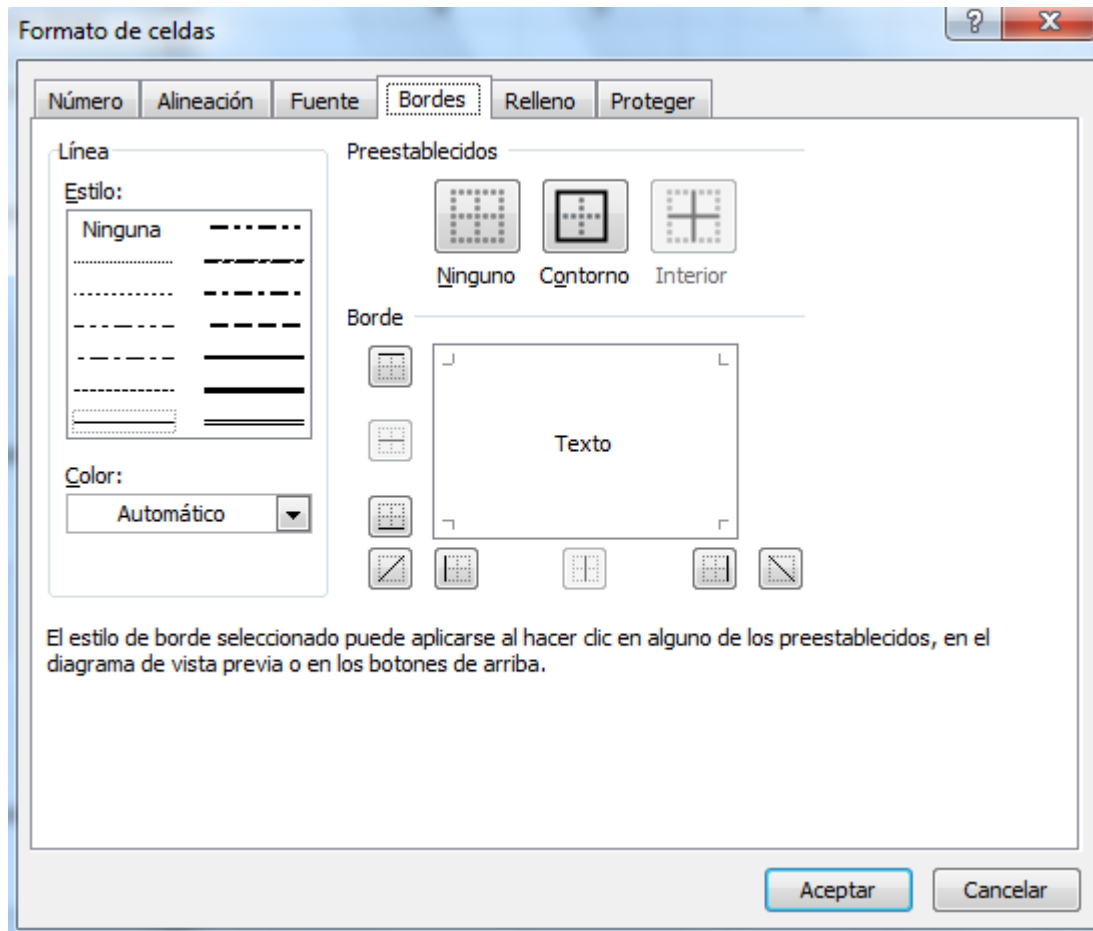 Formato de celdas
Número Alineación Fuente Bordes Relleno Proteger
Línea
Estilo:
Ninguna
Color:
Automático
Preestablecidos
Ninguno Contorno Interior
Borde
Texto
El estilo de borde seleccionado puede aplicarse al hacer clic en alguno de los preestablecidos, en el
diagrama de vista previa o en los botones de arriba.
Aceptar Cancelar